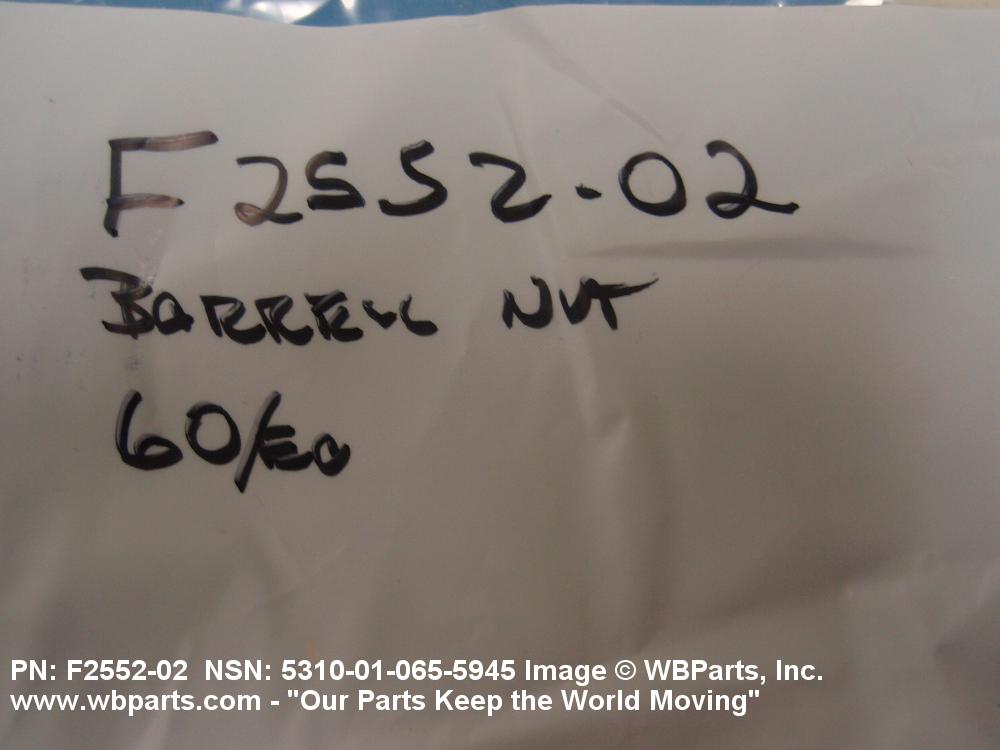 F2552-02
BARREL NUT
60/EA
PN: F2552-02 NSN: 5310-01-065-5945 Image © WBParts, Inc.
www.wbparts.com - "Our Parts Keep the World Moving"